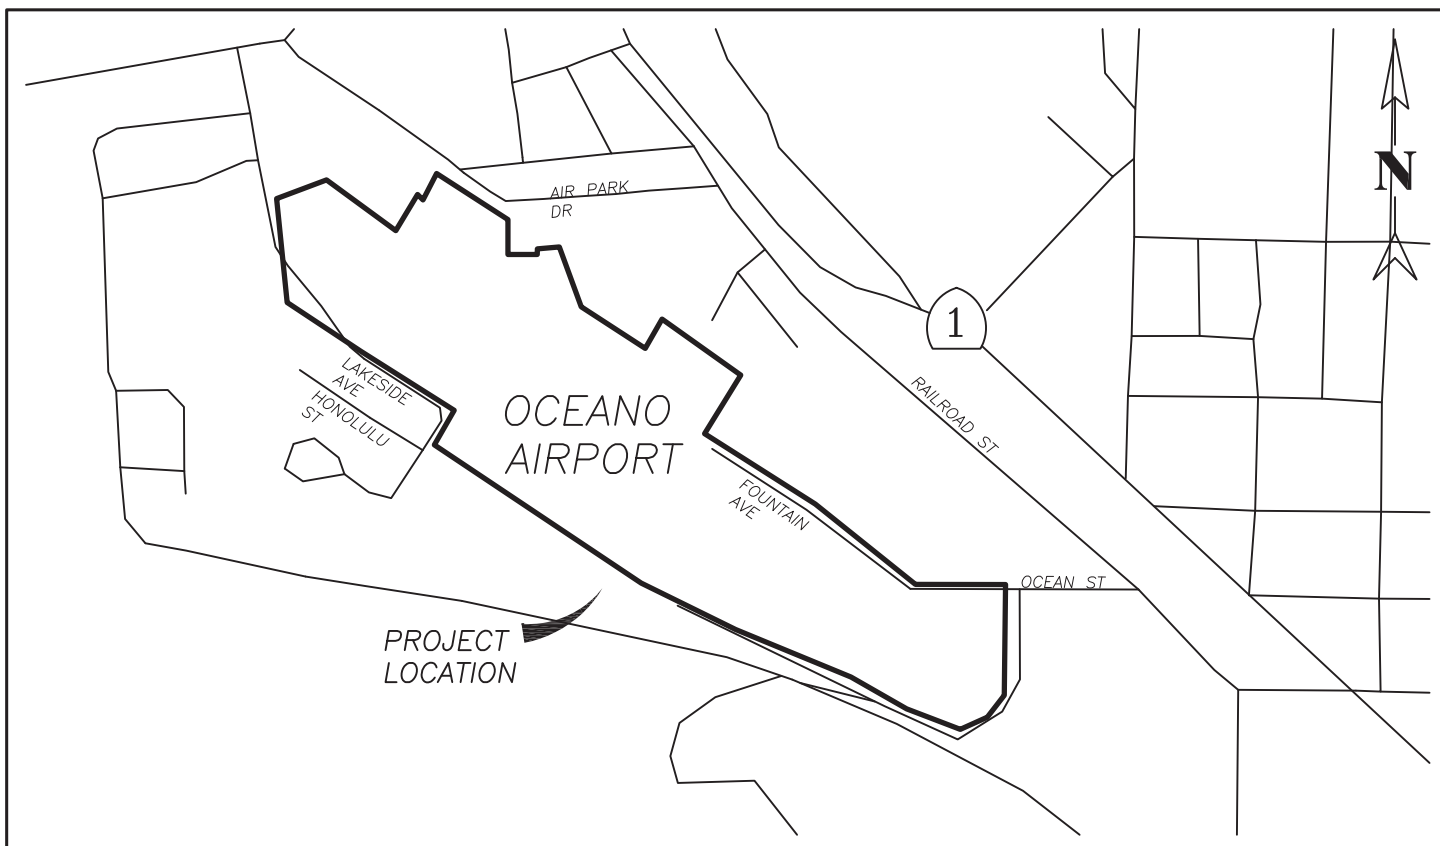 AIR PARK
DR
N
1
LAKESIDE
AVE
HONOLULU
ST
OCEANO
AIRPORT
RAILROAD ST
FOUNTAIN
AVE
OCEAN ST
PROJECT
LOCATION